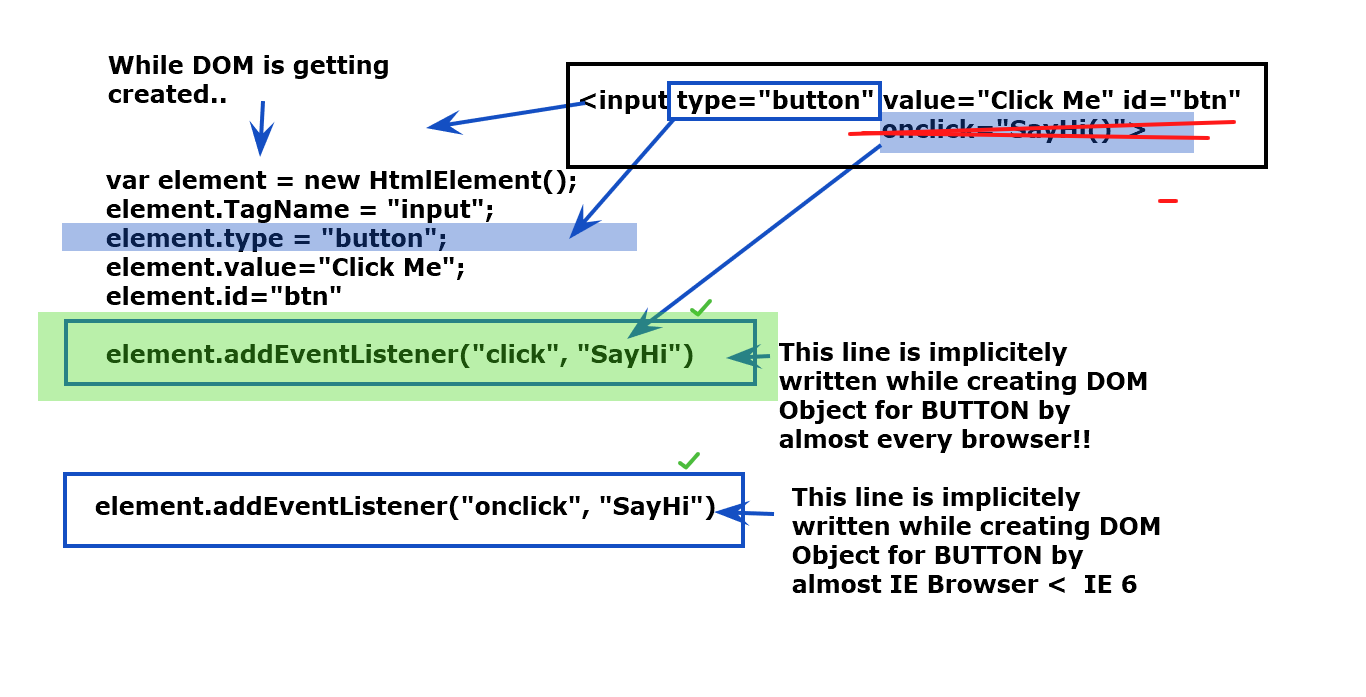 While DOM is getting
created..
<input type="button" value="Click Me" id="btn"
onclick="SayHi()">
var element = new HtmlElement();
element.TagName = "input";
element.type = "button";
element.value="Click Me";
element.id="btn"
element.addEventListener("click", "SayHi")
This line is implicitely
written while creating DOM
Object for BUTTON by
almost every browser!!
element.addEventListener("onclick", "SayHi")
This line is implicitely
written while creating DOM
Object for BUTTON by
almost IE Browser <  IE 6